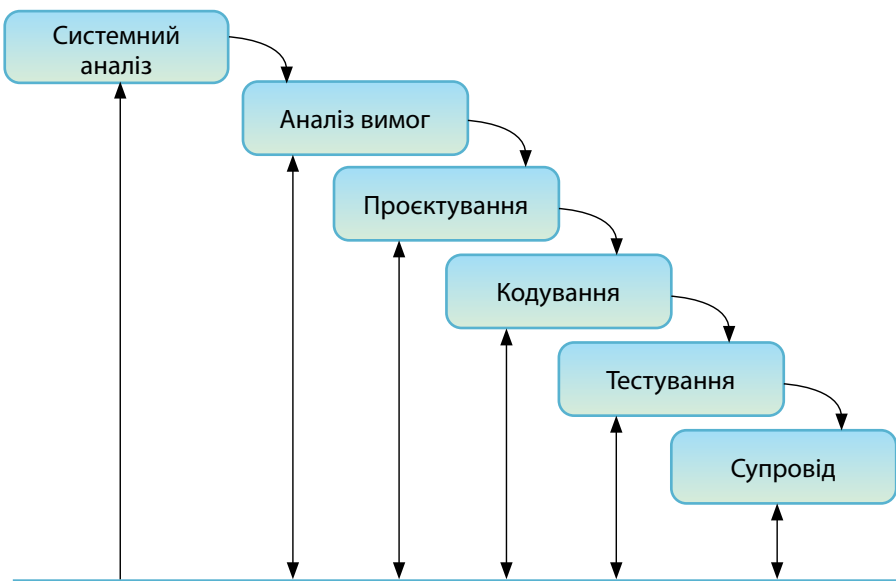 Системний
аналіз
Аналіз вимог
Проєктування
Кодування
Тестування
Супровід